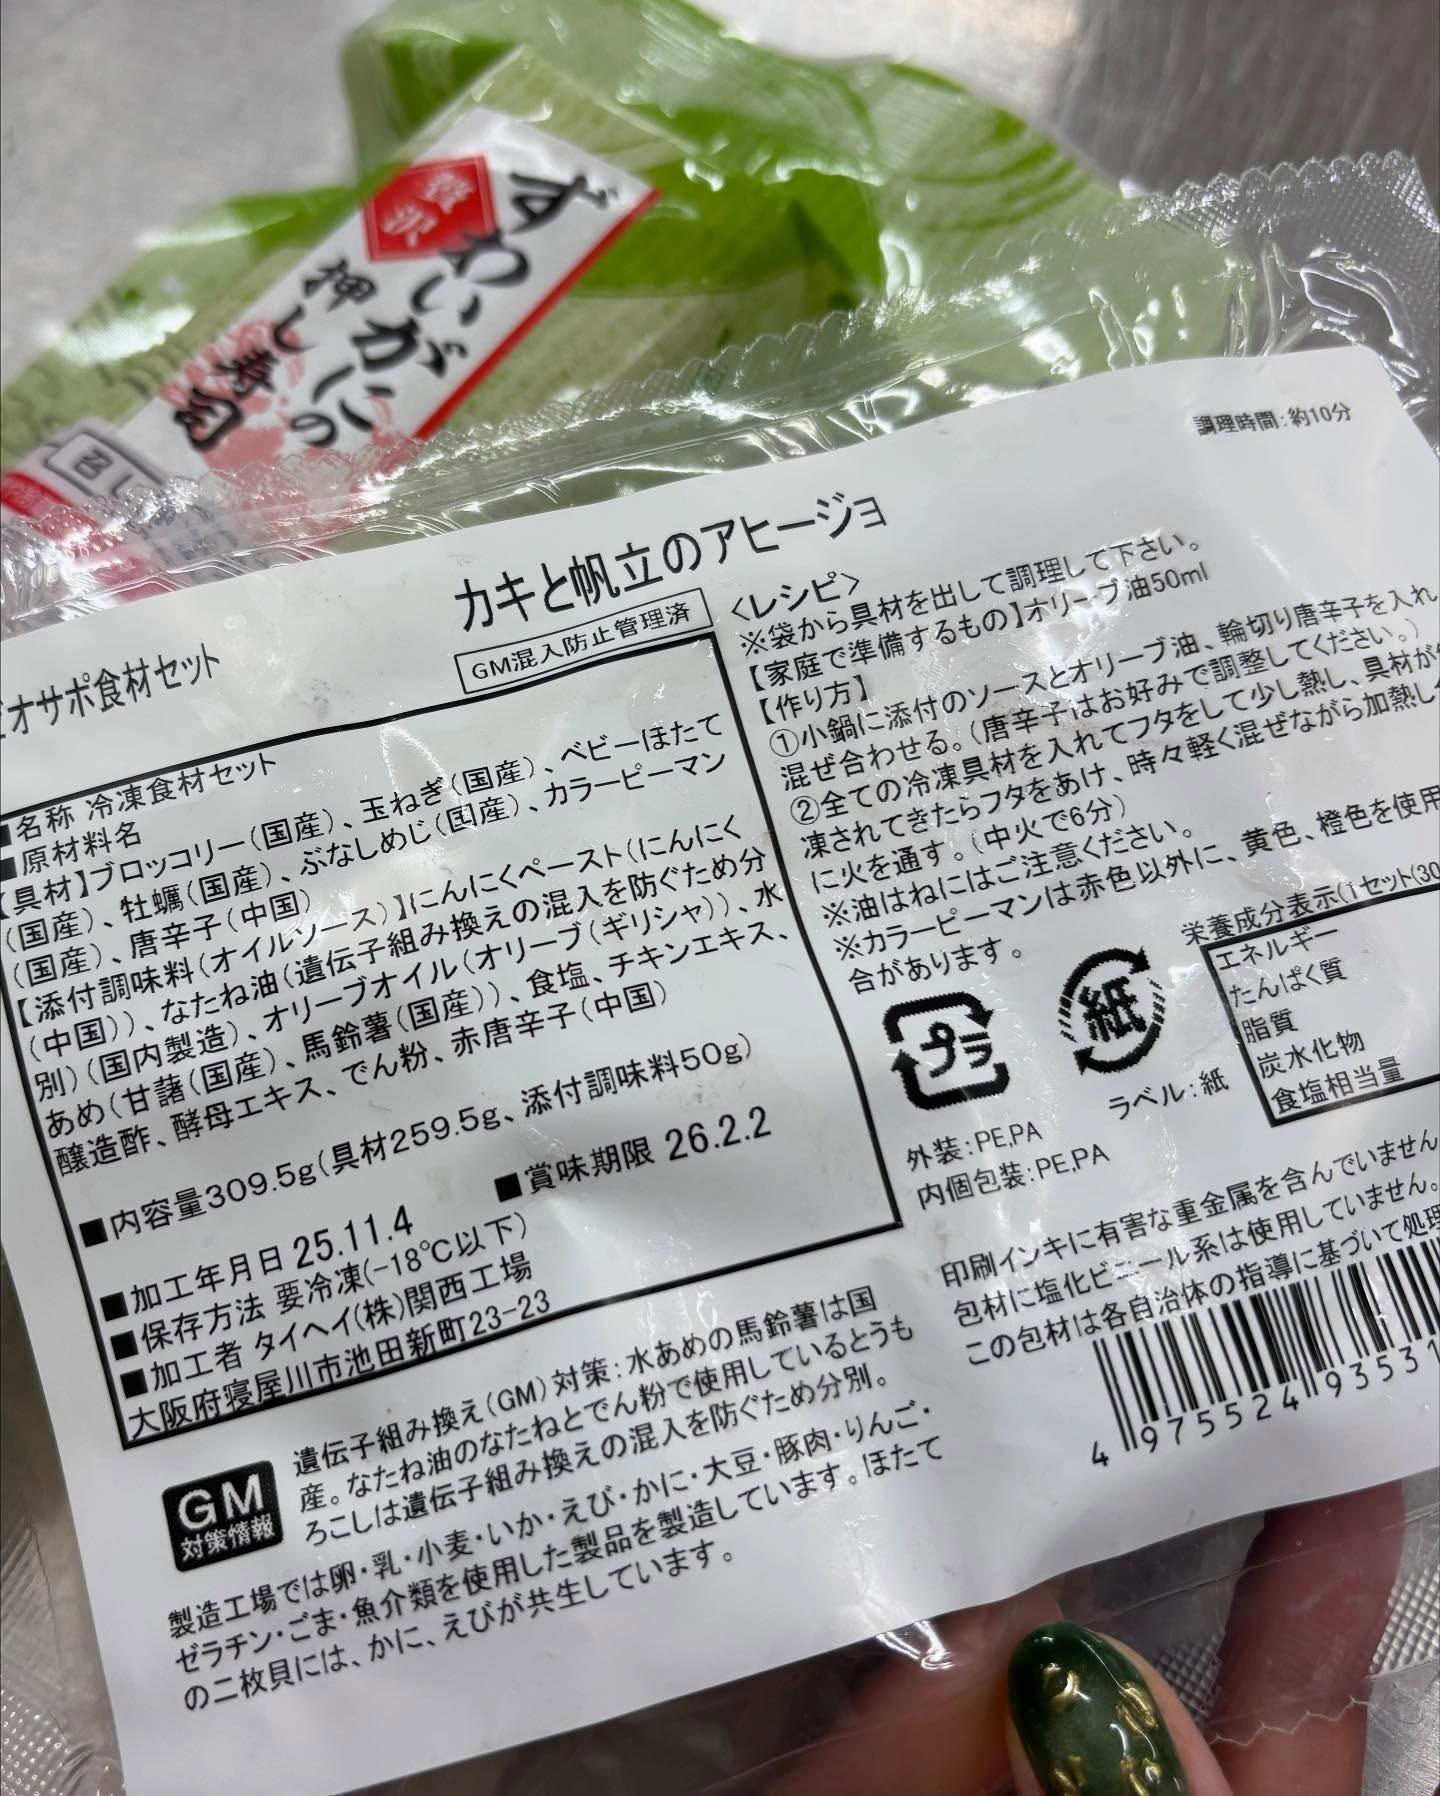 贅沢
ずわいがにの
押し寿司
調理時間：約10分
カキと帆立のアヒージョ
GM混入防止管理済
オサポ食材セット
■名称 冷凍食材セット
■原材料名
【具材】ブロッコリー（国産）、玉ねぎ（国産）、ベビーほたて
（国産）、牡蠣（国産）、ぶなしめじ（国産）、カラーピーマン
（国産）、唐辛子（中国）
【添付調味料（オイルソース）】にんにくペースト（にんにく
（中国））、なたね油（遺伝子組み換えの混入を防ぐため分
別）（国内製造）、オリーブオイル（オリーブ（ギリシャ））、水
あめ（甘藷（国産）、馬鈴薯（国産））、食塩、チキンエキス、
醸造酢、酵母エキス、でん粉、赤唐辛子（中国）
■内容量309.5g（具材259.5g、添付調味料50g）
■加工年月日 25.11.4 ■賞味期限 26.2.2
■保存方法 要冷凍（-18℃以下）
■加工者 タイヘイ（株）関西工場
大阪府寝屋川市池田新町23-23
<レシピ>
※袋から具材を出して調理して下さい。
【家庭で準備するもの】オリーブ油50ml
【作り方】
①小鍋に添付のソースとオリーブ油、輪切り唐辛子を入れ
混ぜ合わせる。（唐辛子はお好みで調整してください。）
②全ての冷凍具材を入れてフタをして少し熱し、具材が
凍されてきたらフタをあけ、時々軽く混ぜながら加熱し
に火を通す。（中火で6分）
※油はねにはご注意ください。
※カラーピーマンは赤色以外に、黄色、橙色を使用
合があります。
栄養成分表示（1セット（30
エネルギー
たんぱく質
脂質
炭水化物
食塩相当量
プラ
外装：PE,PA
内個包装：PE,PA
紙
ラベル：紙
印刷インキに有害な重金属を含んでいません
包材に塩化ビニール系は使用していません。
この包材は各自治体の指導に基づいて処理
4 975524 93531
GM
対策情報
遺伝子組み換え（GM）対策：水あめの馬鈴薯は国
産。なたね油のなたねとでん粉で使用しているとうも
ろこしは遺伝子組み換えの混入を防ぐため分別。
製造工場では卵・乳・小麦・いか・えび・かに・大豆・豚肉・りんご・
ゼラチン・ごま・魚介類を使用した製品を製造しています。ほたて
の二枚貝には、かに、えびが共生しています。